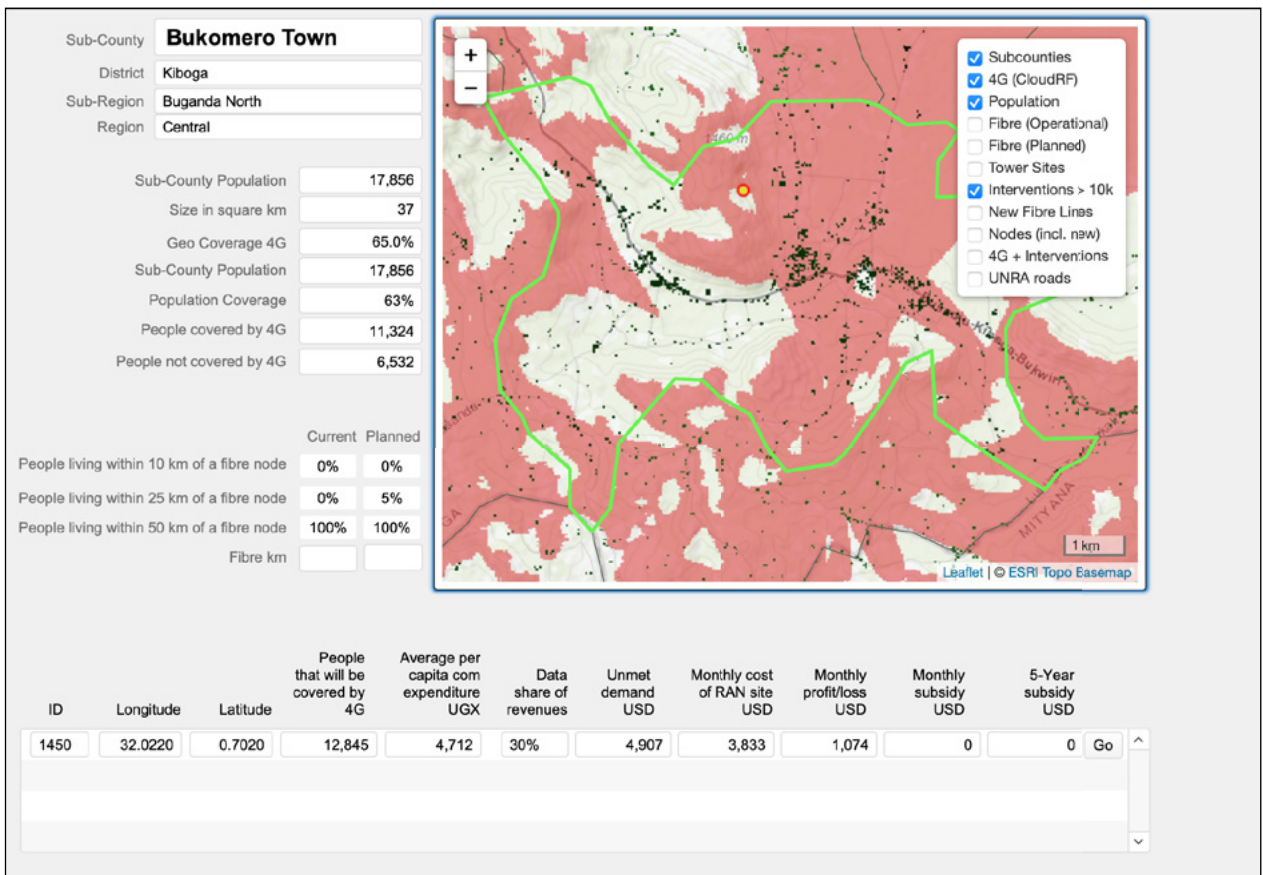 Sub-County Bukomero Town
District Kiboga
Sub-Region Buganda North
Region Central
Sub-County Population 17,856
Size in square km 37
Geo Coverage 4G 65.0%
Sub-County Population 17,856
Population Coverage 63%
People covered by 4G 11,324
People not covered by 4G 6,532
Current Planned
People living within 10 km of a fibre node 0% 0%
People living within 25 km of a fibre node 0% 5%
People living within 50 km of a fibre node 100% 100%
Fibre km
+
−
Subcounties
4G (CloudRF)
Population
Fibre (Operational)
Fibre (Planned)
Tower Sites
Interventions > 10k
New Fibre Lines
Nodes (incl. new)
4G + Interventions
UNRA roads
MITYANA
1 km
Leaflet | © ESRI Topo Basemap
ID
Longitude
Latitude
People
that will be
covered by
4G
Average per
capita com
expenditure
UGX
Data
share of
revenues
Unmet
demand
USD
Monthly cost
of RAN site
USD
Monthly
profit/loss
USD
Monthly
subsidy
USD
5-Year
subsidy
USD
1450 32.0220 0.7020 12,845 4,712 30% 4,907 3,833 1,074 0 0 Go